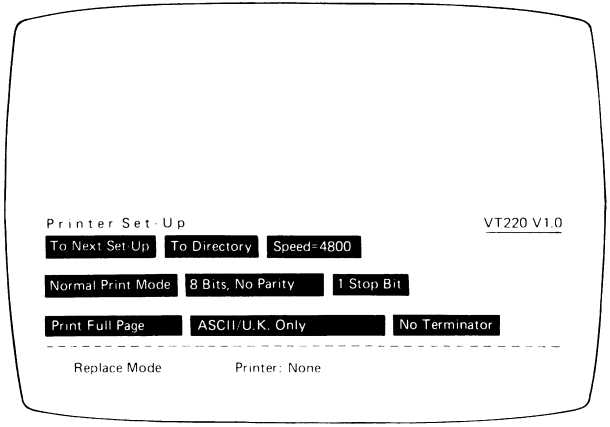 Printer Set-Up VT220 V1.0
To Next Set-Up To Directory Speed=4800
Normal Print Mode 8 Bits, No Parity 1 Stop Bit
Print Full Page ASCII/U.K. Only No Terminator
Replace Mode Printer: None